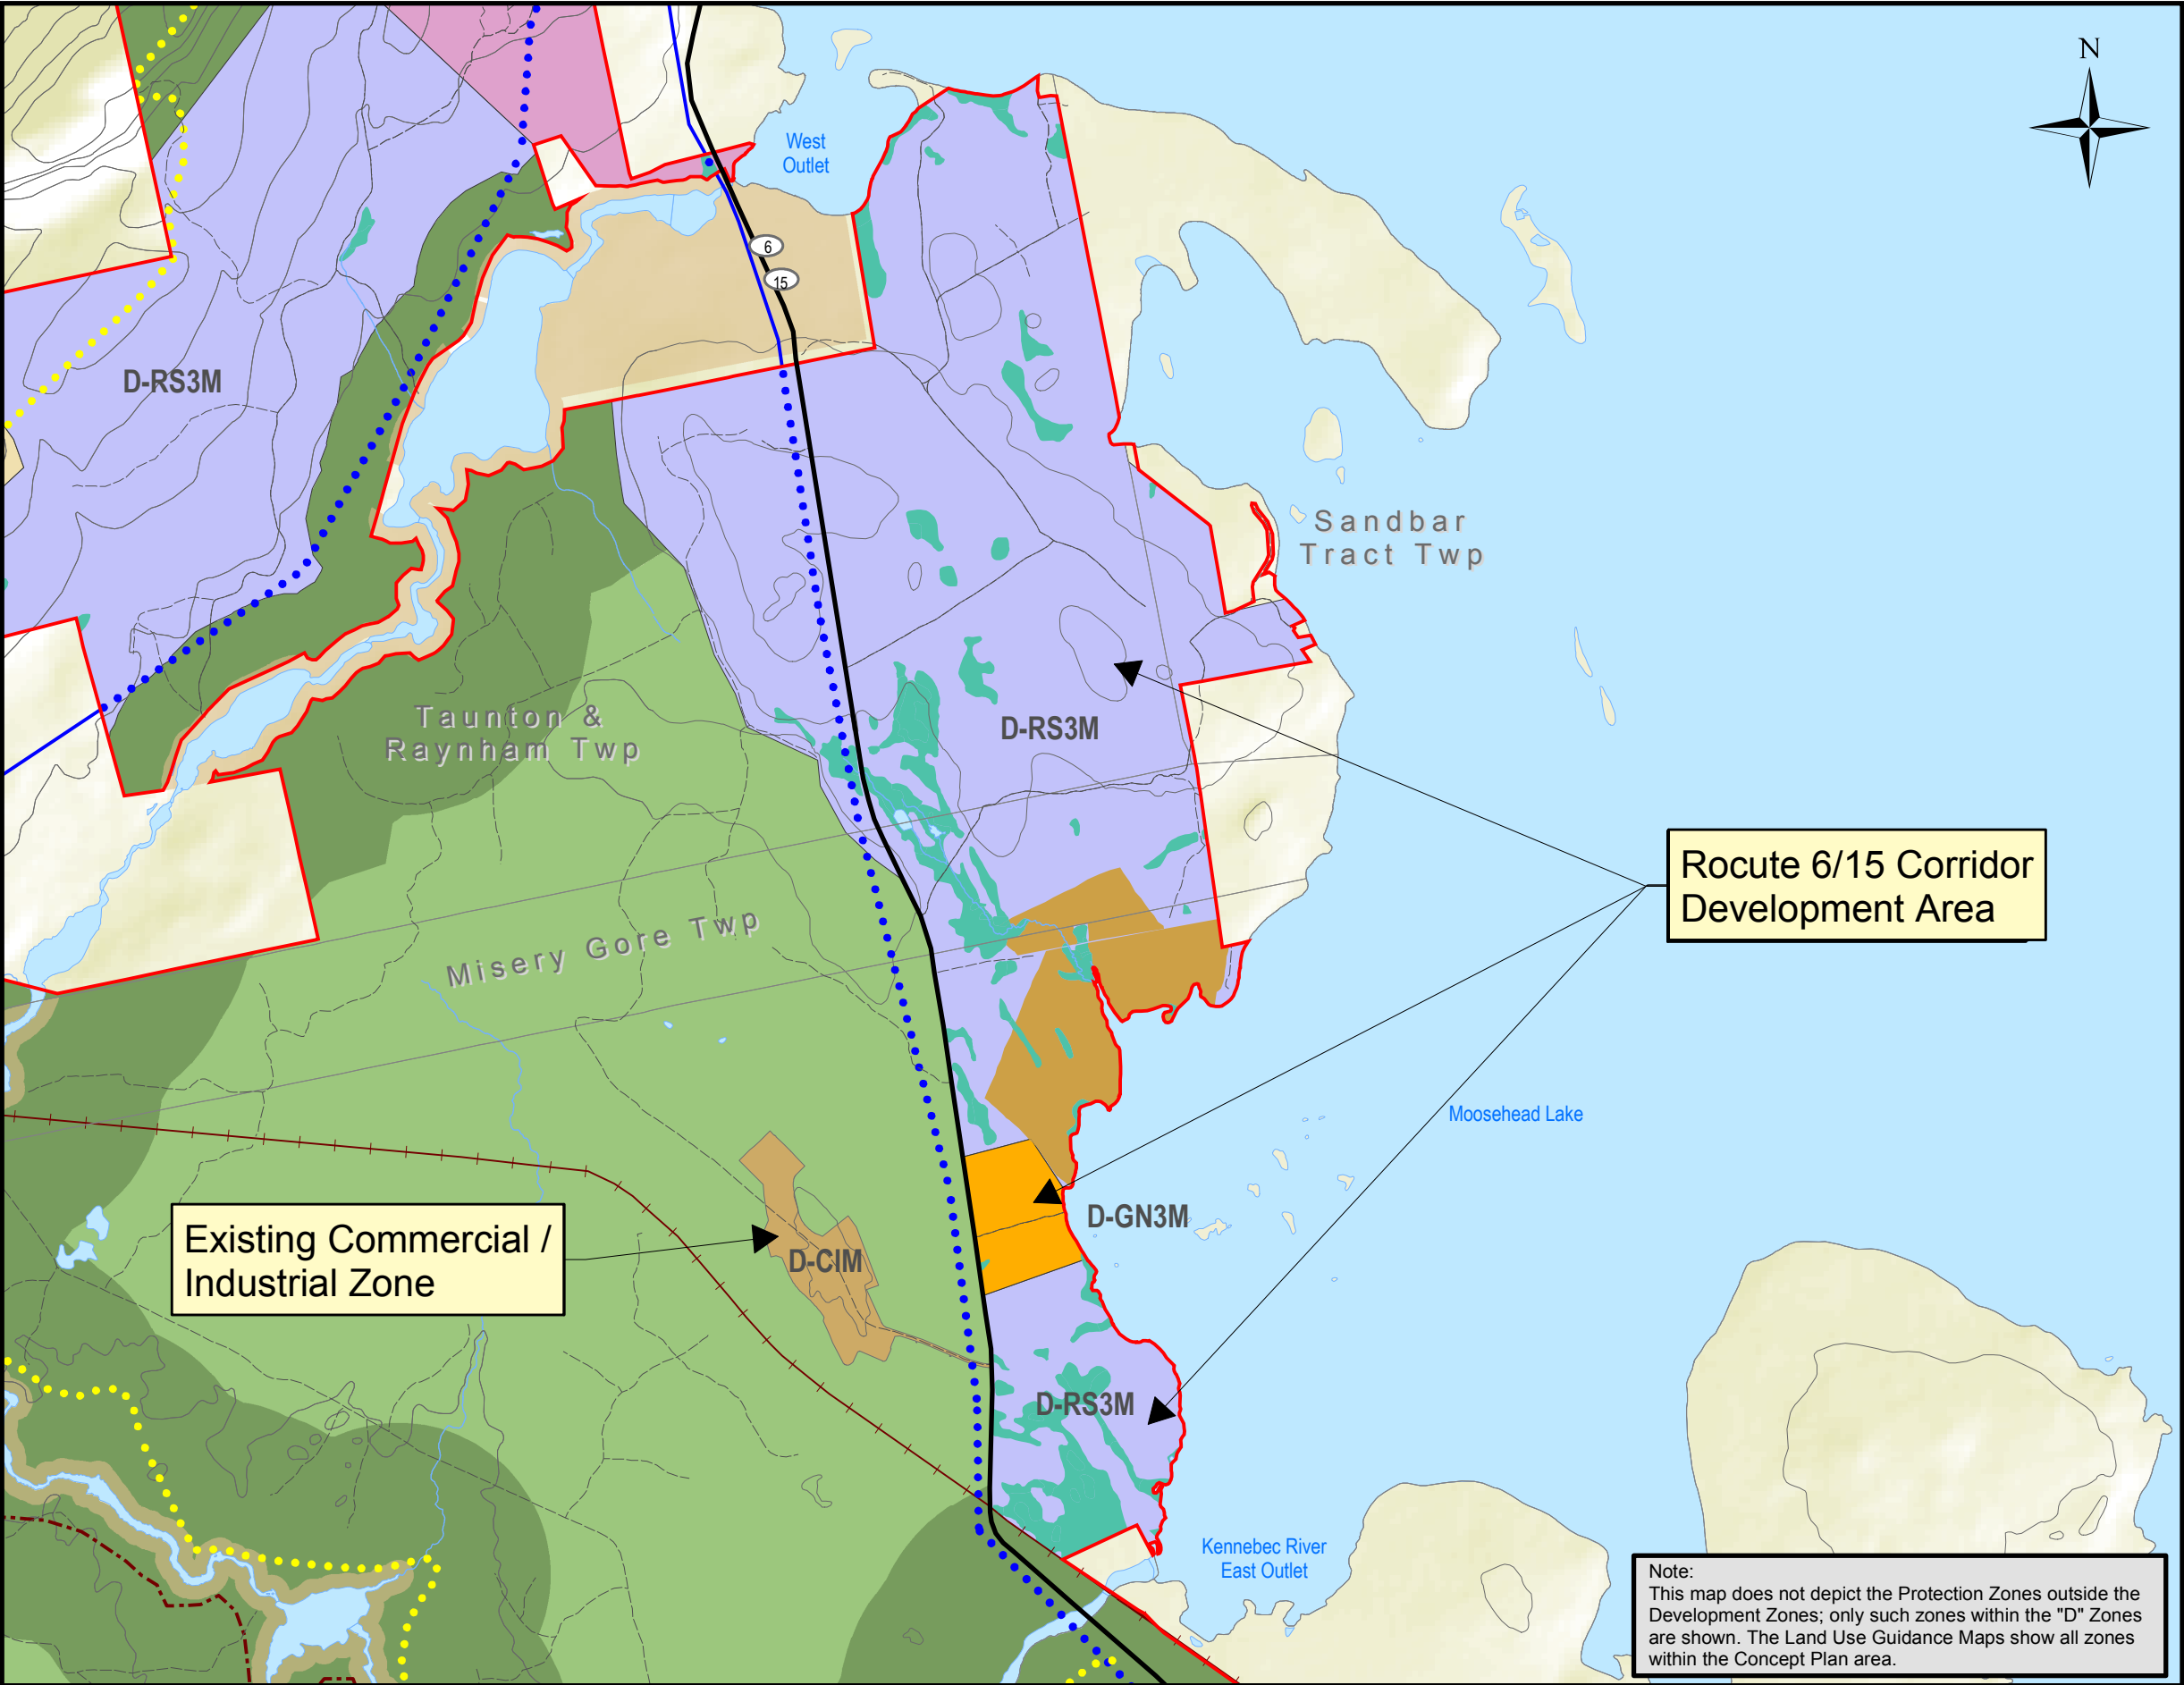 N
West
Outlet
6
15
D-RS3M
Sandbar
Tract Twp
Taunton &
Raynham Twp
D-RS3M
Rocute 6/15 Corridor
Development Area
Misery Gore Twp
Moosehead Lake
Existing Commercial /
Industrial Zone
D-CIM
D-GN3M
D-RS3M
Kennebec River
East Outlet
Note:
This map does not depict the Protection Zones outside the
Development Zones; only such zones within the "D" Zones
are shown. The Land Use Guidance Maps show all zones
within the Concept Plan area.